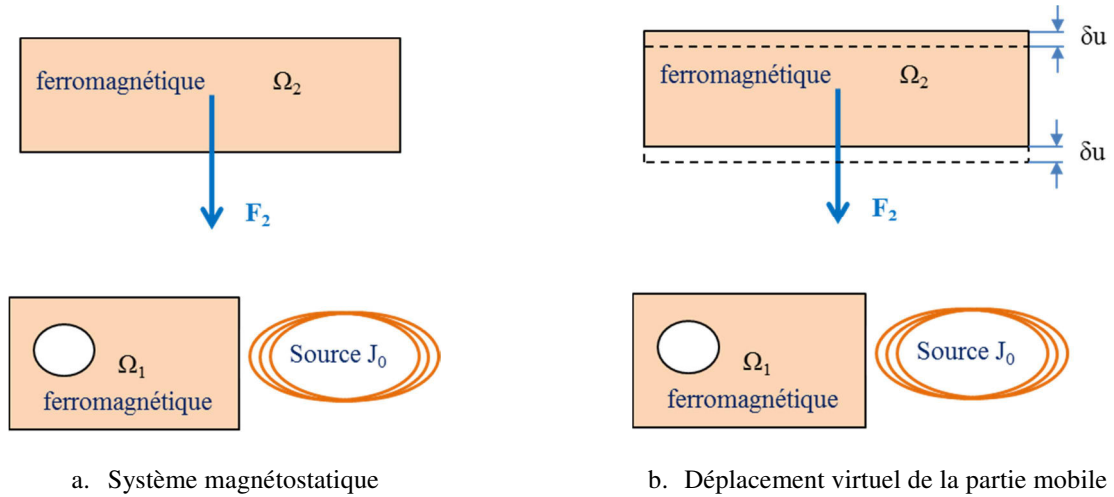 ferromagnétique Ω₂
F₂
Ω₁
ferromagnétique
Source J₀
a. Système magnétostatique
δu
ferromagnétique Ω₂
δu
F₂
Ω₁
ferromagnétique
Source J₀
b. Déplacement virtuel de la partie mobile